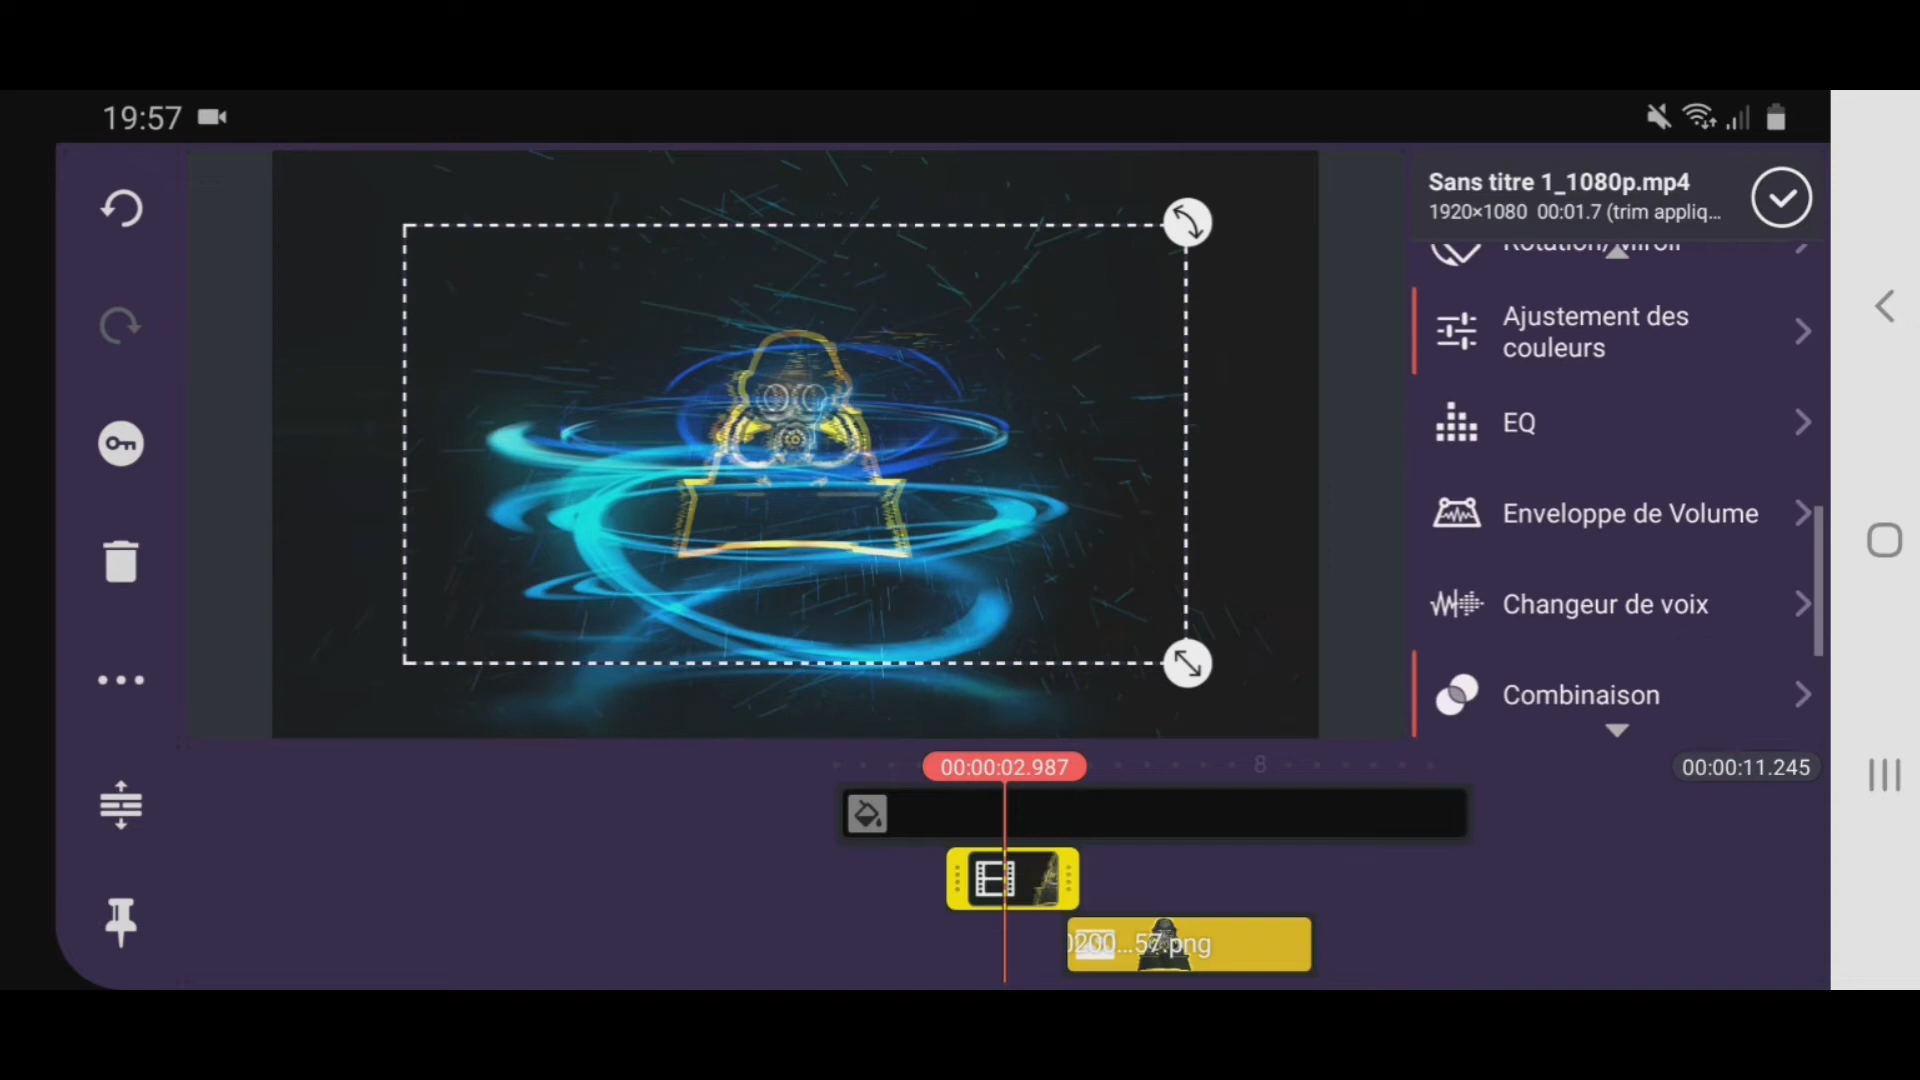 19:57
Sans titre 1_1080p.mp4
1920×1080 00:01.7 (trim appliq...
Rotation/Miroir
Ajustement des
couleurs
EQ
Enveloppe de Volume
Changeur de voix
Combinaison
00:00:02.987
8
00:00:11.245
0200...57.png